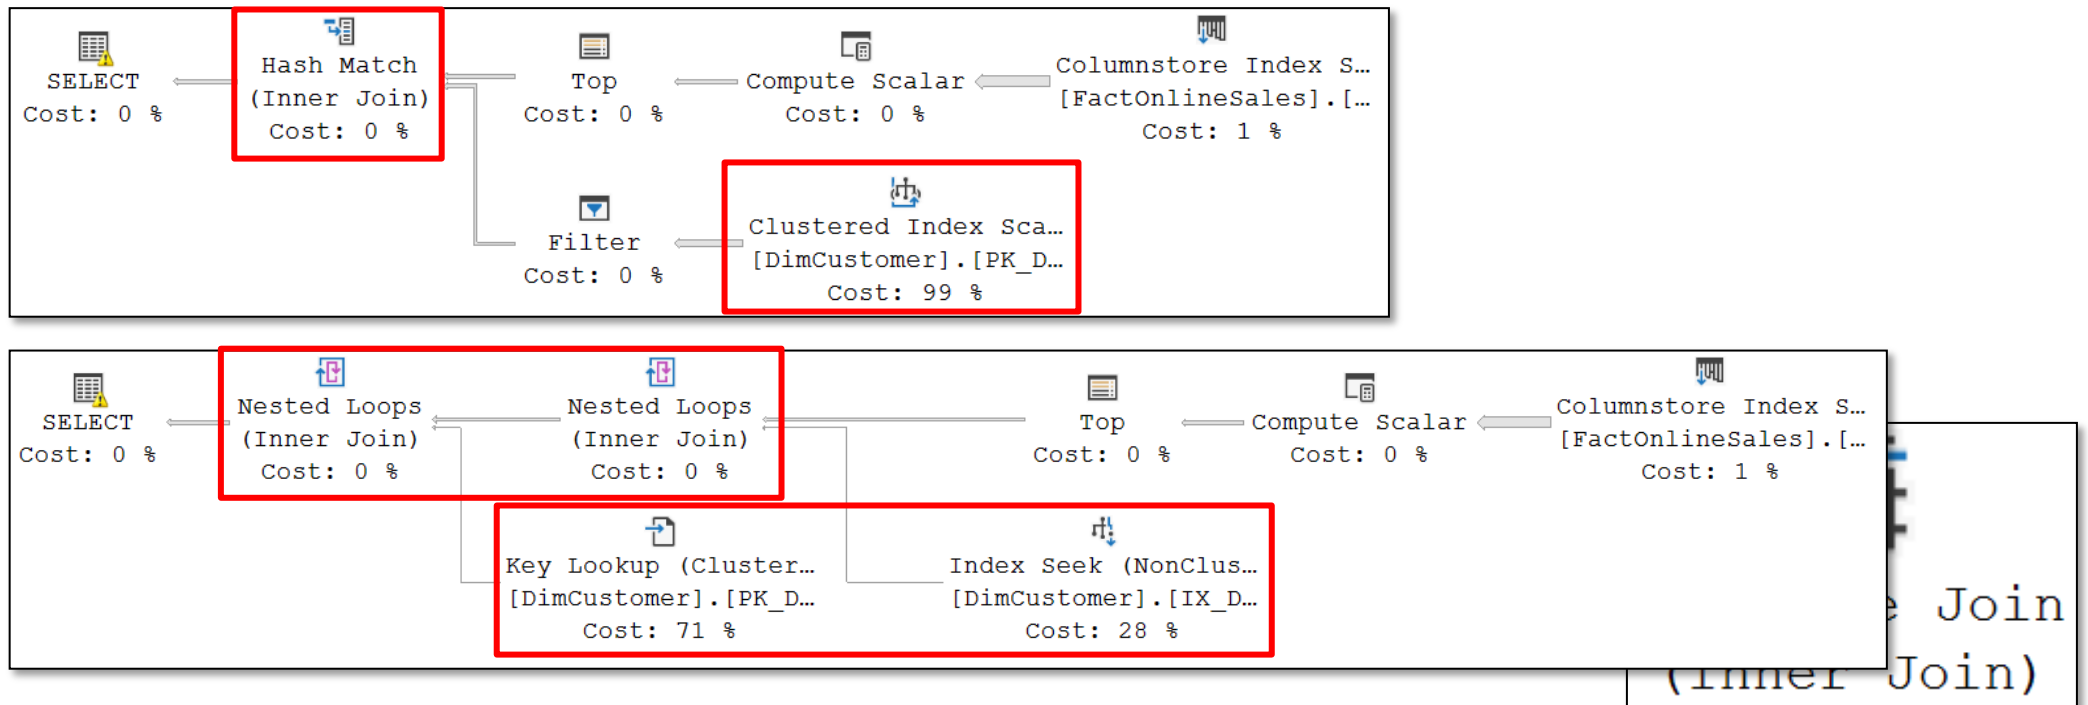 SELECT
Cost: 0 %
Hash Match
(Inner Join)
Cost: 0 %
Top
Cost: 0 %
Compute Scalar
Cost: 0 %
Columnstore Index S...
[FactOnlineSales].[...
Cost: 1 %
Filter
Cost: 0 %
Clustered Index Sca...
[DimCustomer].[PK_D...
Cost: 99 %
SELECT
Cost: 0 %
Nested Loops
(Inner Join)
Cost: 0 %
Nested Loops
(Inner Join)
Cost: 0 %
Top
Cost: 0 %
Compute Scalar
Cost: 0 %
Columnstore Index S...
[FactOnlineSales].[...
Cost: 1 %
Key Lookup (Cluster...
[DimCustomer].[PK_D...
Cost: 71 %
Index Seek (NonClus...
[DimCustomer].[IX_D...
Cost: 28 %
Join
(Inner Join)